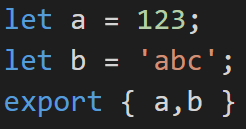 let a = 123;
let b = 'abc';
export { a,b }